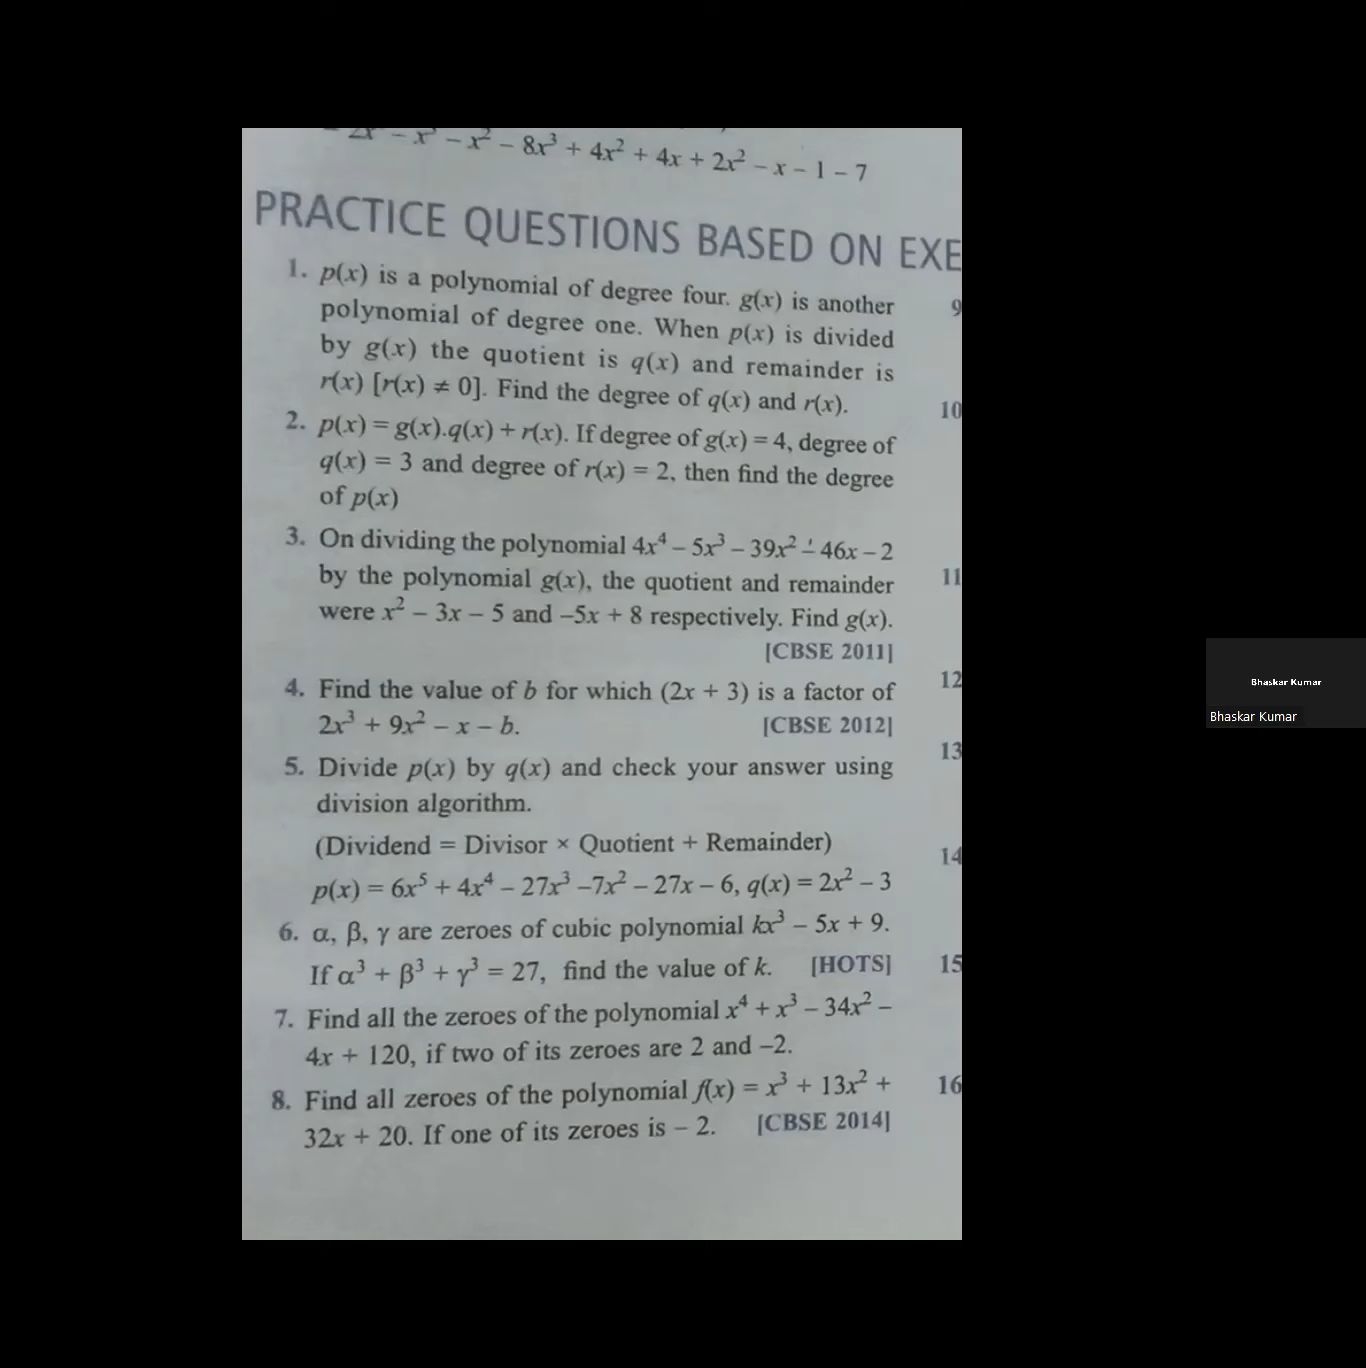 2x – x³ – x² – 8x³ + 4x² + 4x + 2x² – x – 1 – 7
PRACTICE QUESTIONS BASED ON EXE
1. p(x) is a polynomial of degree four. g(x) is another
polynomial of degree one. When p(x) is divided
by g(x) the quotient is q(x) and remainder is
r(x) [r(x) ≠ 0]. Find the degree of q(x) and r(x).
2. p(x) = g(x).q(x) + r(x). If degree of g(x) = 4, degree of
q(x) = 3 and degree of r(x) = 2, then find the degree
of p(x)
3. On dividing the polynomial 4x⁴ – 5x³ – 39x² – 46x – 2
by the polynomial g(x), the quotient and remainder
were x² – 3x – 5 and –5x + 8 respectively. Find g(x).
[CBSE 2011]
4. Find the value of b for which (2x + 3) is a factor of
2x³ + 9x² – x – b. [CBSE 2012]
5. Divide p(x) by q(x) and check your answer using
division algorithm.
(Dividend = Divisor × Quotient + Remainder)
p(x) = 6x⁵ + 4x⁴ – 27x³ –7x² – 27x – 6, q(x) = 2x² – 3
6. α, β, γ are zeroes of cubic polynomial kx³ – 5x + 9.
If α³ + β³ + γ³ = 27, find the value of k. [HOTS]
7. Find all the zeroes of the polynomial x⁴ + x³ – 34x² –
4x + 120, if two of its zeroes are 2 and –2.
8. Find all zeroes of the polynomial f(x) = x³ + 13x² +
32x + 20. If one of its zeroes is – 2. [CBSE 2014]
9
10
11
12
13
14
15
16
Bhaskar Kumar
Bhaskar Kumar